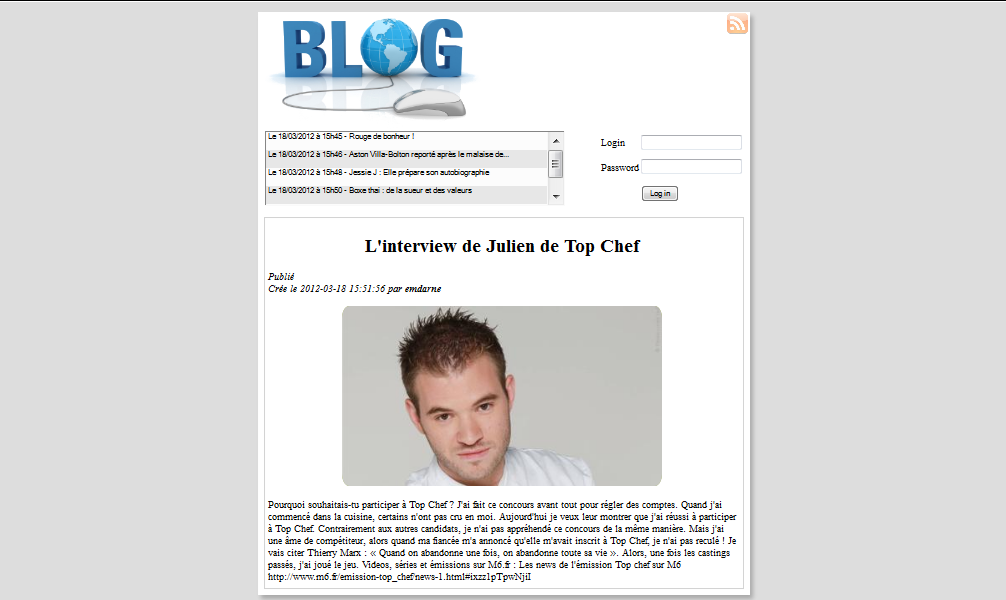 BLOG
Le 18/03/2012 à 15h45 - Rouge de bonheur !
Le 18/03/2012 à 15h46 - Aston Villa-Bolton reporté après le malaise de...
Le 18/03/2012 à 15h48 - Jessie J : Elle prépare son autobiographie
Le 18/03/2012 à 15h50 - Boxe thai : de la sueur et des valeurs
Login
Password
Log in
L'interview de Julien de Top Chef
Publié
Crée le 2012-03-18 15:51:56 par emdarne
Pourquoi souhaitais-tu participer à Top Chef ? J'ai fait ce concours avant tout pour régler des comptes. Quand j'ai
commencé dans la cuisine, certains n'ont pas cru en moi. Aujourd'hui je veux leur montrer que j'ai réussi à participer
à Top Chef. Contrairement aux autres candidats, je n'ai pas appréhendé ce concours de la même manière. Mais j'ai
une âme de compétiteur, alors quand ma fiancée m'a annoncé qu'elle m'avait inscrit à Top Chef, je n'ai pas reculé ! Je
vais citer Thierry Marx : « Quand on abandonne une fois, on abandonne toute sa vie ». Alors, une fois les castings
passés, j'ai joué le jeu. Videos, séries et émissions sur M6.fr : Les news de l'émission Top chef sur M6
http://www.m6.fr/emission-top_chef/news-1.html#ixzz1pTpwNjiI